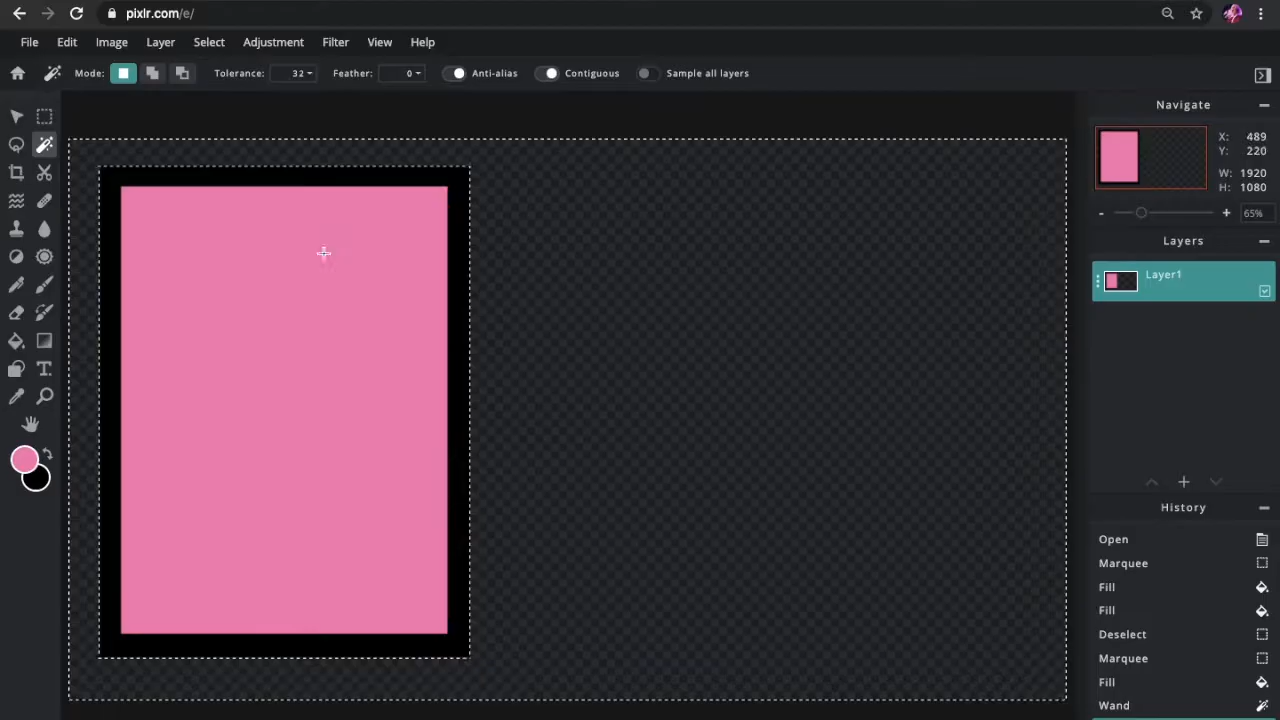 pixlr.com/e/
File Edit Image Layer Select Adjustment Filter View Help
Mode: Tolerance: 32 Feather: 0 Anti-alias Contiguous Sample all layers
Navigate
X: 489
Y: 220
W: 1920
H: 1080
- + 65%
Layers
Layer1
T
+
History
Open
Marquee
Fill
Fill
Deselect
Marquee
Fill
Wand